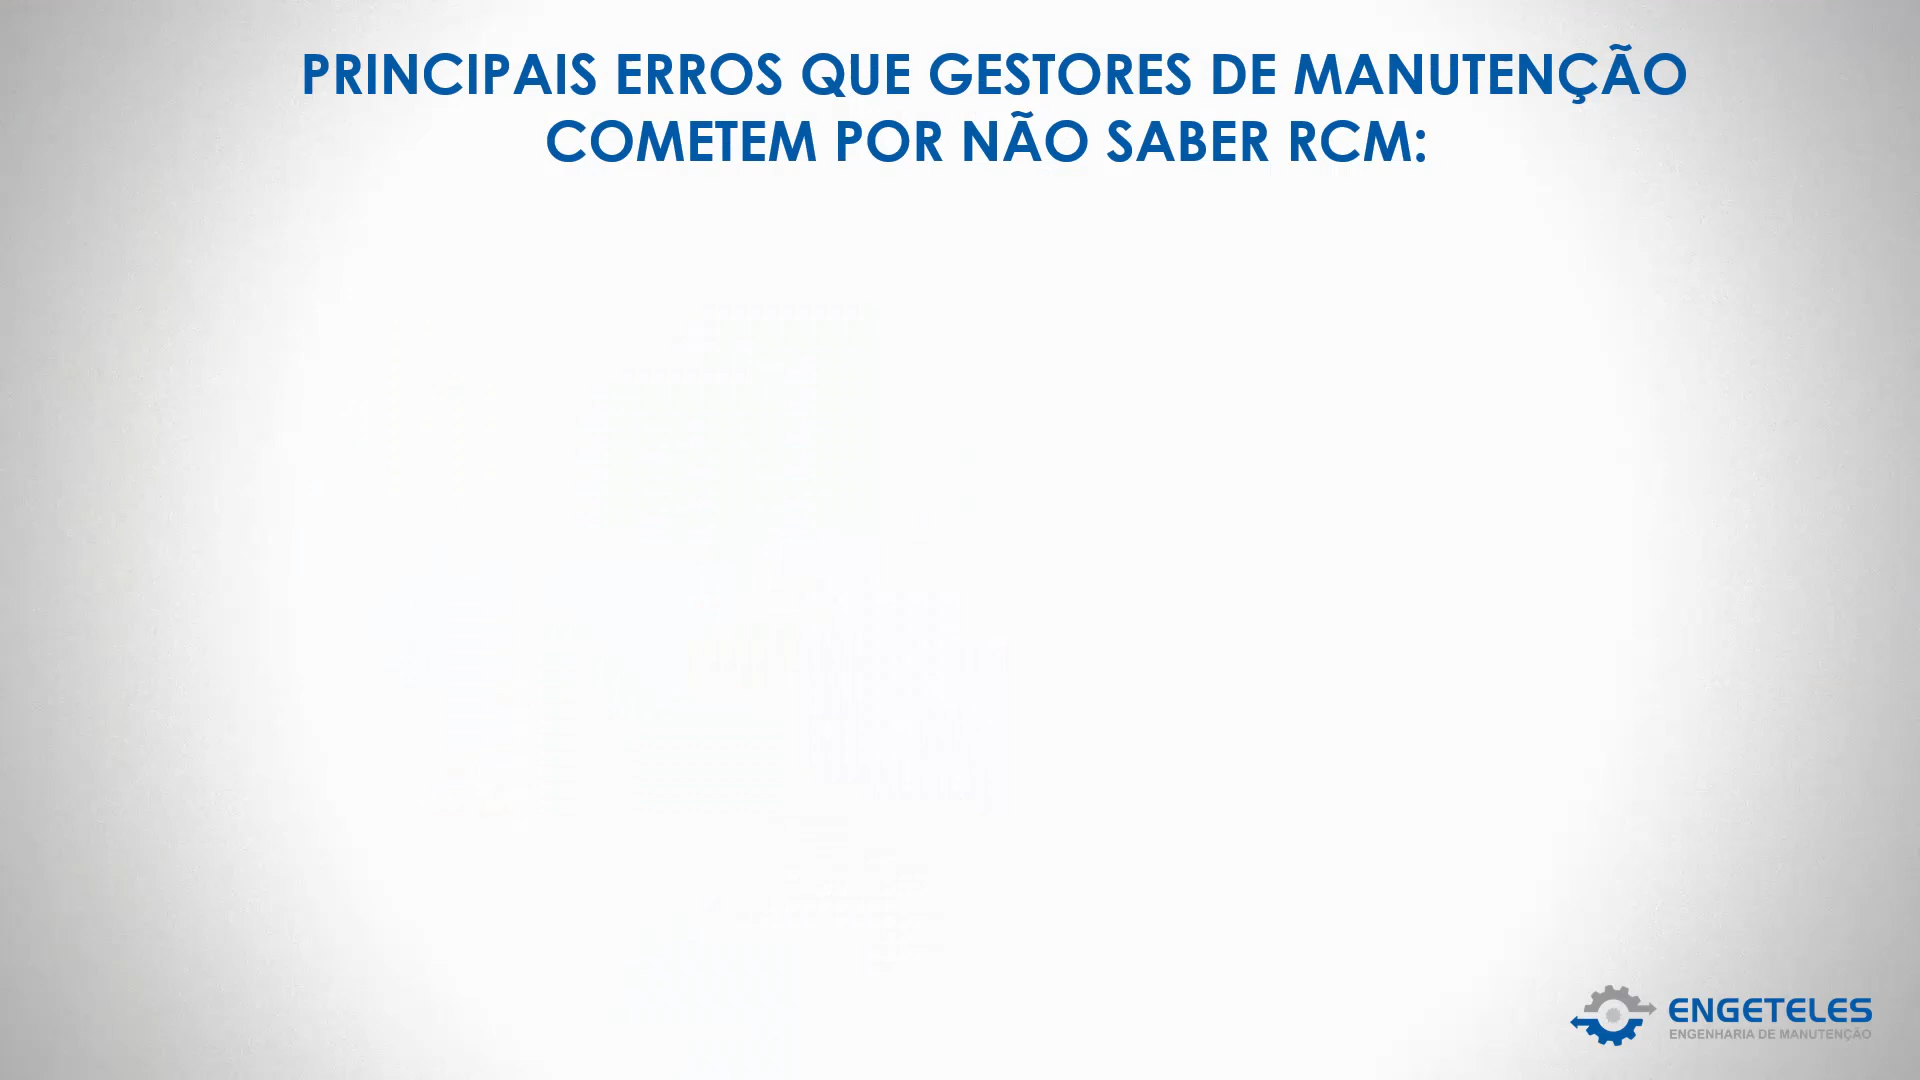 PRINCIPAIS ERROS QUE GESTORES DE MANUTENÇÃO
COMETEM POR NÃO SABER RCM:
ENGETELES
ENGENHARIA DE MANUTENÇÃO